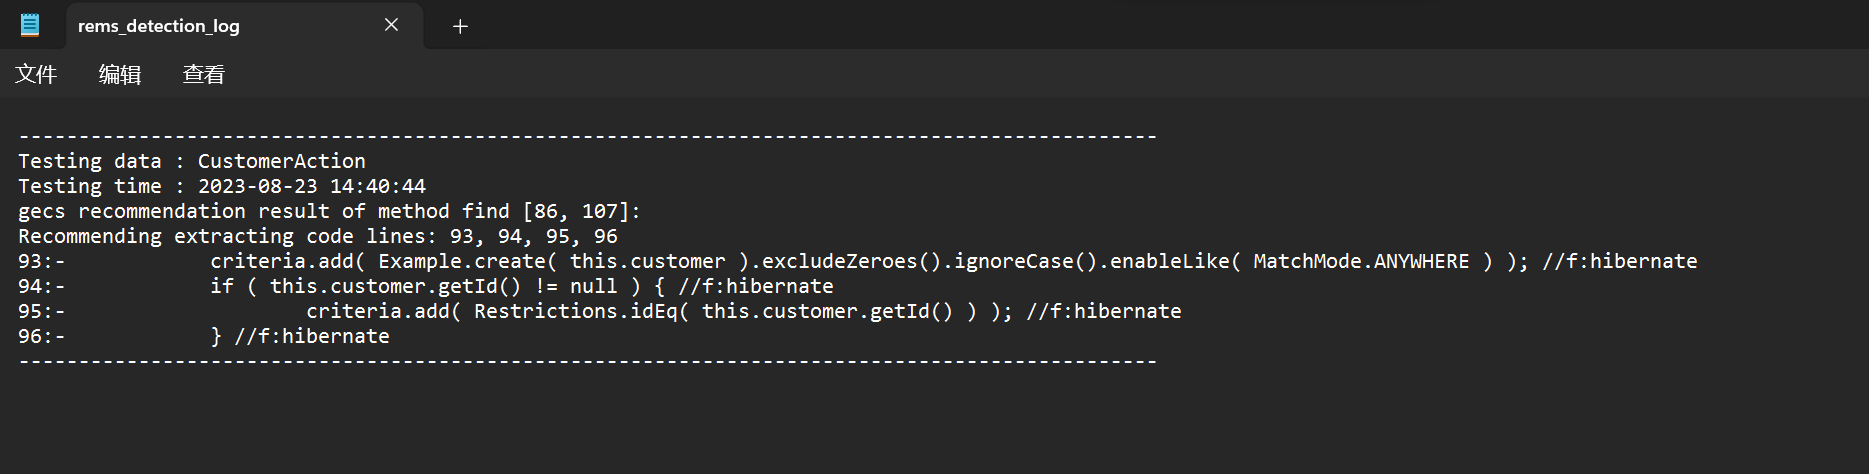 rems_detection_log
文件 编辑 查看
-----------------------------------------------------------------------------------------------
Testing data : CustomerAction
Testing time : 2023-08-23 14:40:44
gecs recommendation result of method find [86, 107]:
Recommending extracting code lines: 93, 94, 95, 96
93:-            criteria.add( Example.create( this.customer ).excludeZeroes().ignoreCase().enableLike( MatchMode.ANYWHERE ) ); //f:hibernate
94:-            if ( this.customer.getId() != null ) { //f:hibernate
95:-                    criteria.add( Restrictions.idEq( this.customer.getId() ) ); //f:hibernate
96:-            } //f:hibernate
-----------------------------------------------------------------------------------------------